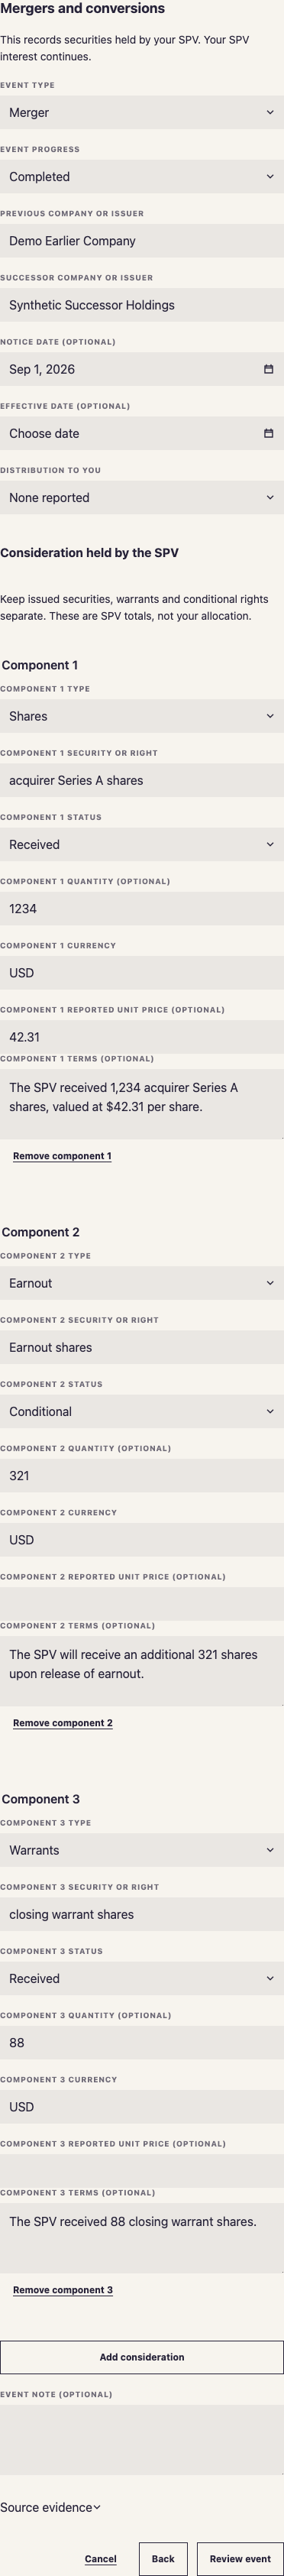 Mergers and conversions
This records securities held by your SPV. Your SPV
interest continues.
EVENT TYPE
Merger
EVENT PROGRESS
Completed
PREVIOUS COMPANY OR ISSUER
Demo Earlier Company
SUCCESSOR COMPANY OR ISSUER
Synthetic Successor Holdings
NOTICE DATE (OPTIONAL)
Sep 1, 2026
EFFECTIVE DATE (OPTIONAL)
Choose date
DISTRIBUTION TO YOU
None reported
Consideration held by the SPV
Keep issued securities, warrants and conditional rights
separate. These are SPV totals, not your allocation.
Component 1
COMPONENT 1 TYPE
Shares
COMPONENT 1 SECURITY OR RIGHT
acquirer Series A shares
COMPONENT 1 STATUS
Received
COMPONENT 1 QUANTITY (OPTIONAL)
1234
COMPONENT 1 CURRENCY
USD
COMPONENT 1 REPORTED UNIT PRICE (OPTIONAL)
42.31
COMPONENT 1 TERMS (OPTIONAL)
The SPV received 1,234 acquirer Series A
shares, valued at $42.31 per share.
Remove component 1
Component 2
COMPONENT 2 TYPE
Earnout
COMPONENT 2 SECURITY OR RIGHT
Earnout shares
COMPONENT 2 STATUS
Conditional
COMPONENT 2 QUANTITY (OPTIONAL)
321
COMPONENT 2 CURRENCY
USD
COMPONENT 2 REPORTED UNIT PRICE (OPTIONAL)
COMPONENT 2 TERMS (OPTIONAL)
The SPV will receive an additional 321 shares
upon release of earnout.
Remove component 2
Component 3
COMPONENT 3 TYPE
Warrants
COMPONENT 3 SECURITY OR RIGHT
closing warrant shares
COMPONENT 3 STATUS
Received
COMPONENT 3 QUANTITY (OPTIONAL)
88
COMPONENT 3 CURRENCY
USD
COMPONENT 3 REPORTED UNIT PRICE (OPTIONAL)
COMPONENT 3 TERMS (OPTIONAL)
The SPV received 88 closing warrant shares.
Remove component 3
Add consideration
EVENT NOTE (OPTIONAL)
Source evidence
Cancel Back Review event